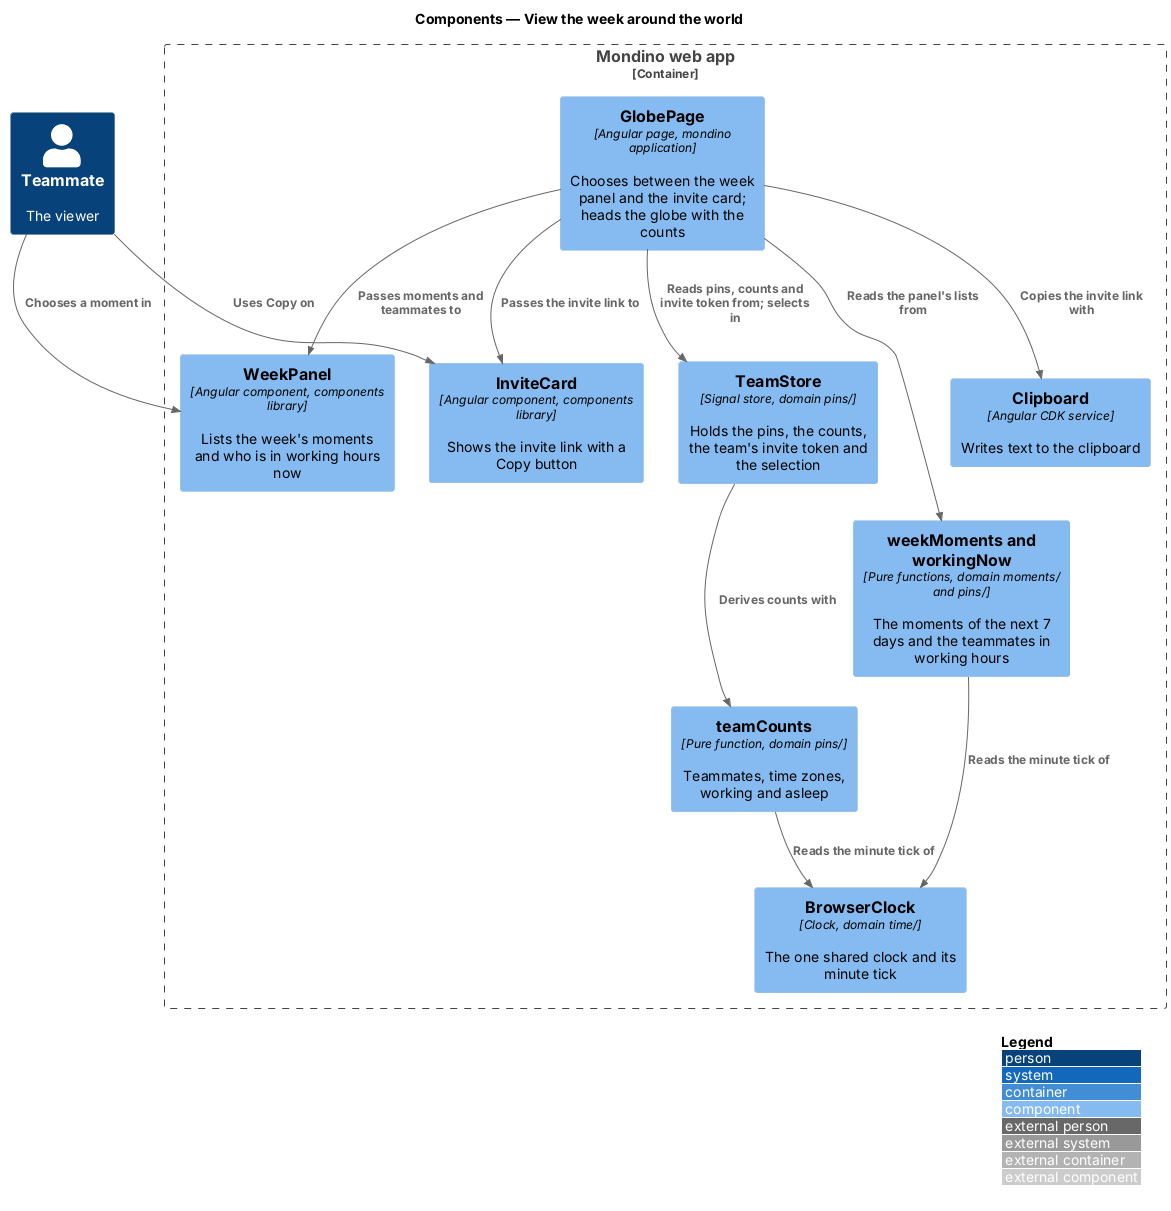 Components — View the week around the world
Mondino web app
[Container]
GlobePage
[Angular page, mondino
application]
Chooses between the week
panel and the invite card;
heads the globe with the
counts
Teammate
The viewer
Chooses a moment in
Uses Copy on
Passes moments and
teammates to
Passes the invite link to
Reads pins, counts and
invite token from; selects
in
Reads the panel's lists
from
Copies the invite link
with
WeekPanel
[Angular component, components
library]
Lists the week's moments
and who is in working hours
now
InviteCard
[Angular component, components
library]
Shows the invite link with a
Copy button
TeamStore
[Signal store, domain pins/]
Holds the pins, the counts,
the team's invite token and
the selection
Clipboard
[Angular CDK service]
Writes text to the clipboard
weekMoments and
workingNow
[Pure functions, domain moments/
and pins/]
The moments of the next 7
days and the teammates in
working hours
Derives counts with
teamCounts
[Pure function, domain pins/]
Teammates, time zones,
working and asleep
Reads the minute tick of
Reads the minute tick of
BrowserClock
[Clock, domain time/]
The one shared clock and its
minute tick
Legend
person
system
container
component
external person
external system
external container
external component